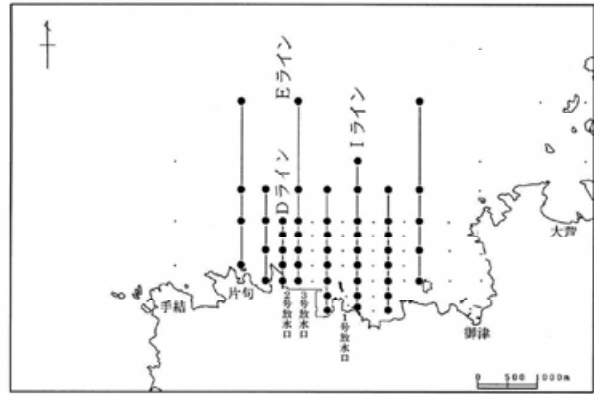 Eライン
Iライン
Dライン
大芦
片句
手結
2号放水口
3号放水口
1号放水口
御津
0 500 1000m